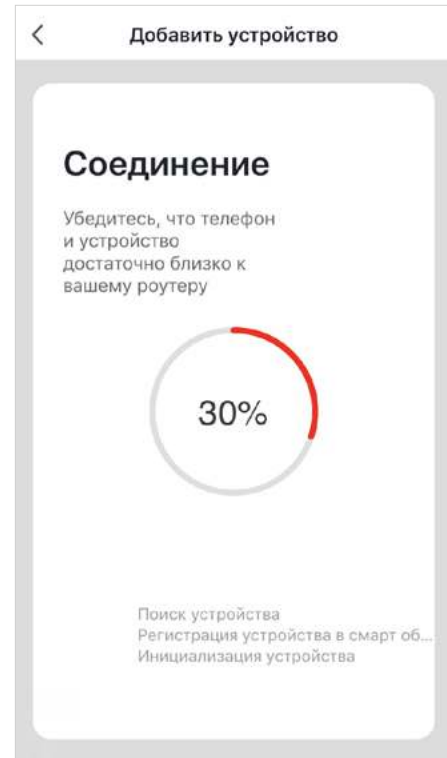 Добавить устройство
Соединение
Убедитесь, что телефон
и устройство
достаточно близко к
вашему роутеру
30%
Поиск устройства
Регистрация устройства в смарт об...
Инициализация устройства